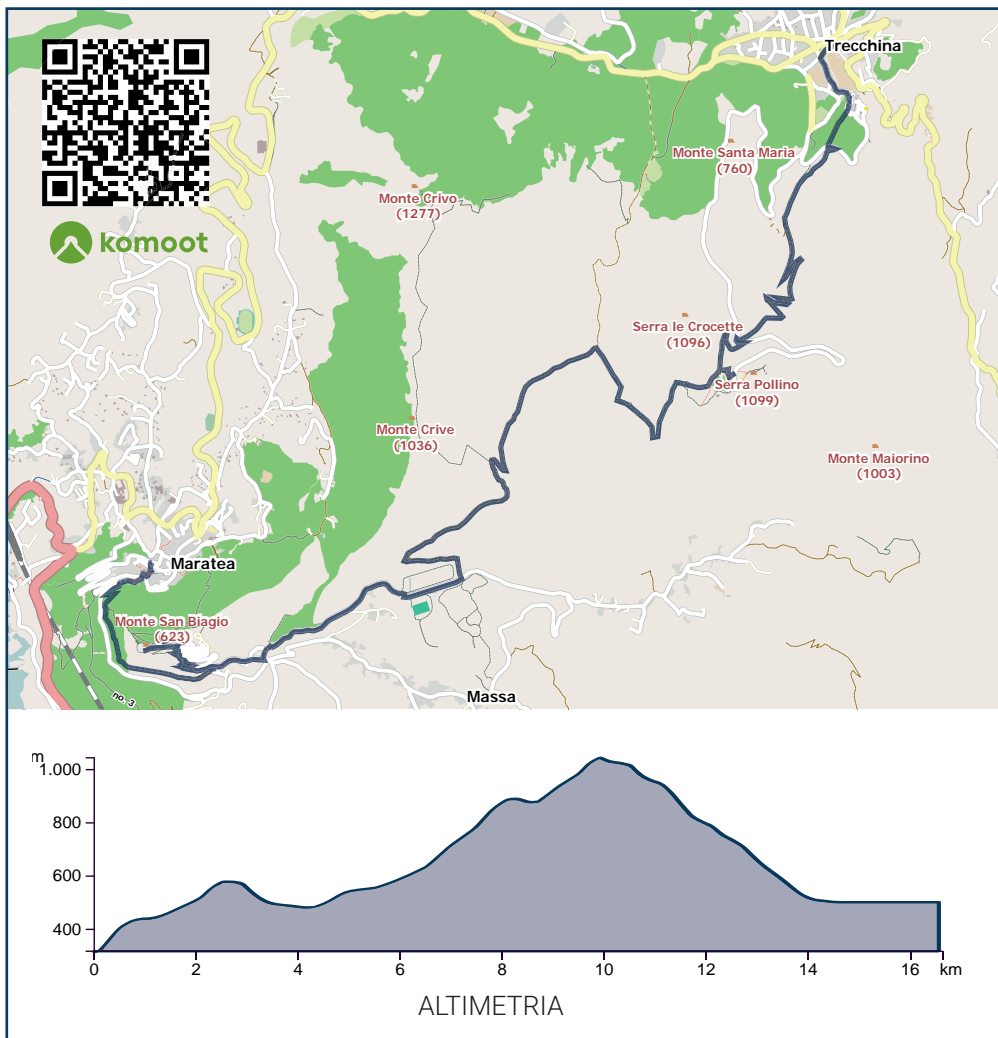 Trecchina
Monte Santa Maria
(760)
Monte Crivo
(1277)
komoot
Serra le Crocette
(1096)
Serra Pollino
(1099)
Monte Crive
(1036)
Monte Maiorino
(1003)
Maratea
Monte San Biagio
(623)
no. 3
Massa
m
1.000
800
600
400
0 2 4 6 8 10 12 14 16 km
ALTIMETRIA